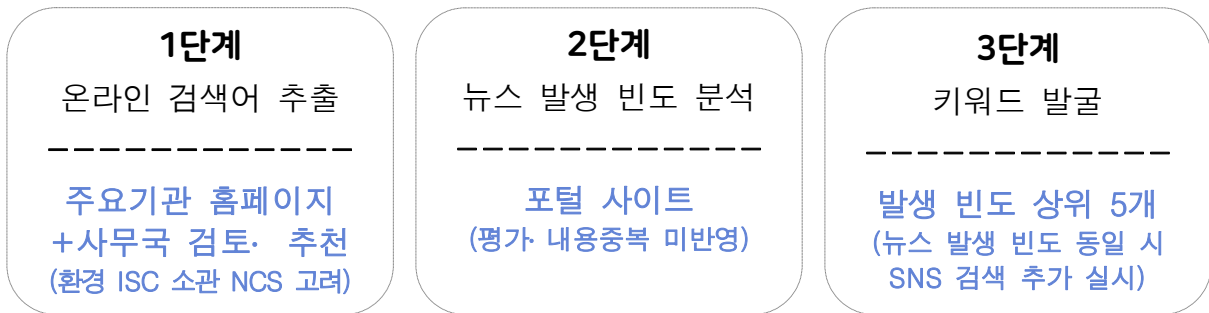 1단계
온라인 검색어 추출
주요기관 홈페이지
+사무국 검토· 추천
(환경 ISC 소관 NCS 고려)
2단계
뉴스 발생 빈도 분석
포털 사이트
(평가· 내용중복 미반영)
3단계
키워드 발굴
발생 빈도 상위 5개
(뉴스 발생 빈도 동일 시
SNS 검색 추가 실시)